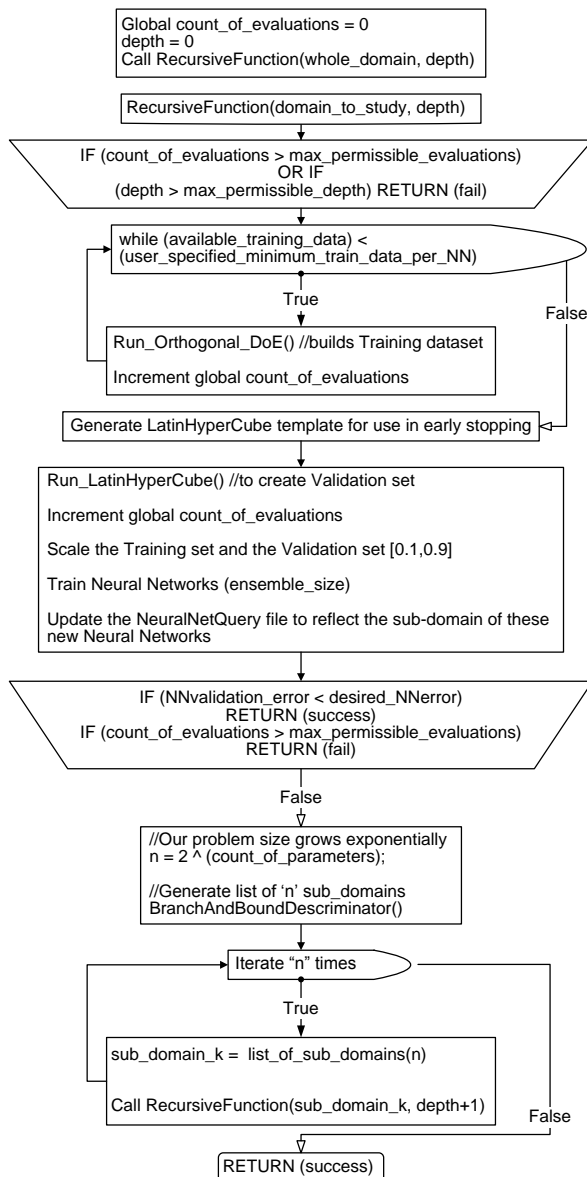 Global count_of_evaluations = 0
depth = 0
Call RecursiveFunction(whole_domain, depth)
RecursiveFunction(domain_to_study, depth)
IF (count_of_evaluations > max_permissible_evaluations)
OR IF
(depth > max_permissible_depth) RETURN (fail)
while (available_training_data) <
(user_specified_minimum_train_data_per_NN)
True
False
Run_Orthogonal_DoE() //builds Training dataset
Increment global count_of_evaluations
Generate LatinHyperCube template for use in early stopping
Run_LatinHyperCube() //to create Validation set
Increment global count_of_evaluations
Scale the Training set and the Validation set [0.1,0.9]
Train Neural Networks (ensemble_size)
Update the NeuralNetQuery file to reflect the sub-domain of these
new Neural Networks
IF (NNvalidation_error < desired_NNerror)
RETURN (success)
IF (count_of_evaluations > max_permissible_evaluations)
RETURN (fail)
False
//Our problem size grows exponentially
n = 2 ^ (count_of_parameters);
//Generate list of ‘n’ sub_domains
BranchAndBoundDescriminator()
Iterate “n” times
True
sub_domain_k =  list_of_sub_domains(n)
Call RecursiveFunction(sub_domain_k, depth+1)
False
RETURN (success)